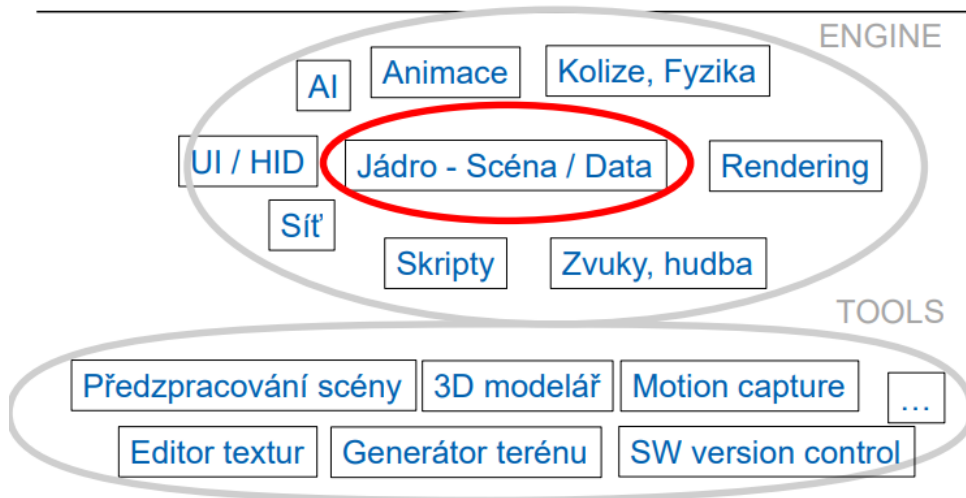 ENGINE
AI
Animace
Kolize, Fyzika
UI / HID
Jádro - Scéna / Data
Rendering
Síť
Skripty
Zvuky, hudba
TOOLS
Předzpracování scény
3D modelář
Motion capture
...
Editor textur
Generátor terénu
SW version control